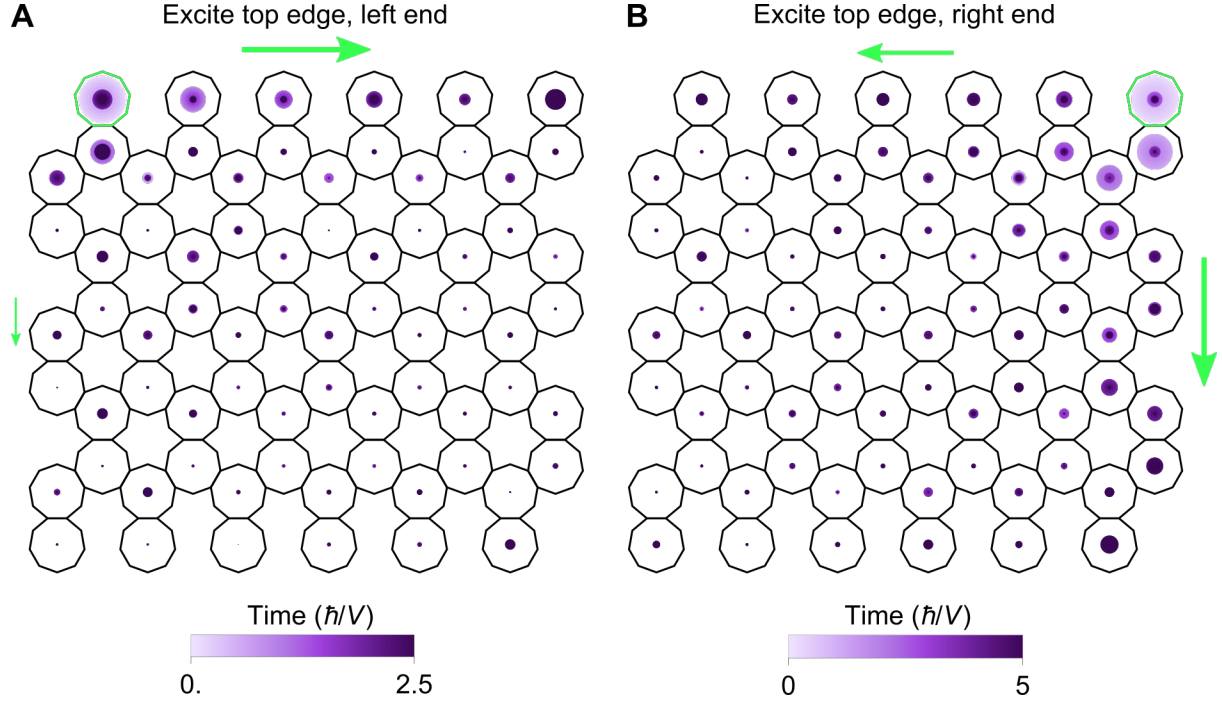 A Excite top edge, left end
B Excite top edge, right end
Time (ħ/V)
0. 2.5
Time (ħ/V)
0 5